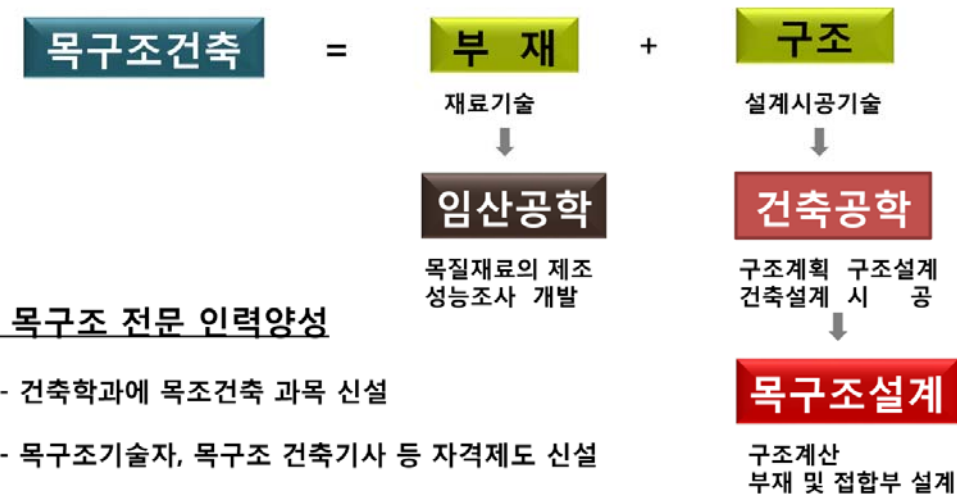 목구조건축 = 부 재 + 구조
재료기술
설계시공기술
임산공학
건축공학
목질재료의 제조
성능조사 개발
구조계획 구조설계
건축설계 시 공
목구조 전문 인력양성
- 건축학과에 목조건축 과목 신설
- 목구조기술자, 목구조 건축기사 등 자격제도 신설
목구조설계
구조계산
부재 및 접합부 설계